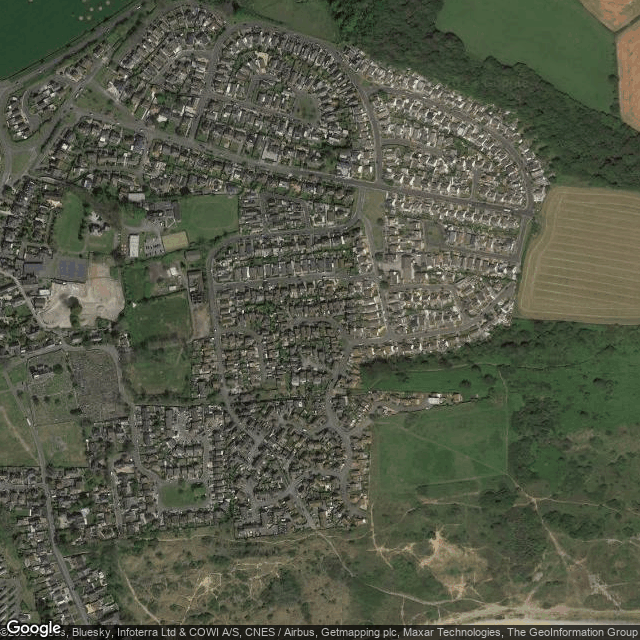 Google
Bluesky, Infoterra Ltd & COWI A/S, CNES / Airbus, Getmapping plc, Maxar Technologies, The GeoInformation Group